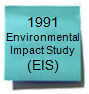 1991
Environmental
Impact Study
(EIS)